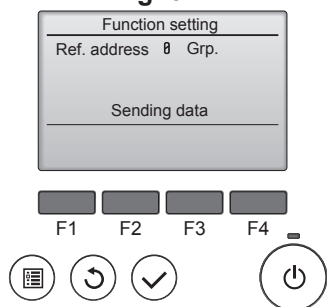 Function setting
Ref. address 0 Grp.
Sending data
F1 F2 F3 F4